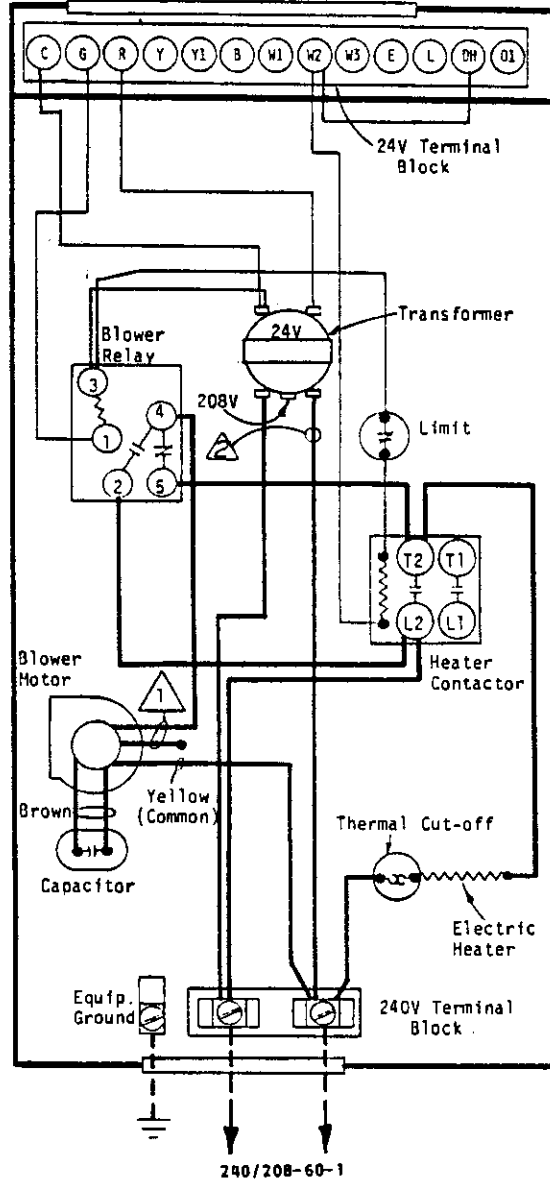 C G R Y Y1 B W1 W2 W3 E L DH O1
24V Terminal
Block
Transformer
24V
Blower
Relay
208V
2
3
4
1
2
5
Limit
T2 T1
L2 L1
Heater
Contactor
Blower
Motor
1
Yellow
(Common)
Brown
Capacitor
Thermal Cut-off
Electric
Heater
Equip.
Ground
240V Terminal
Block
240/208-60-1